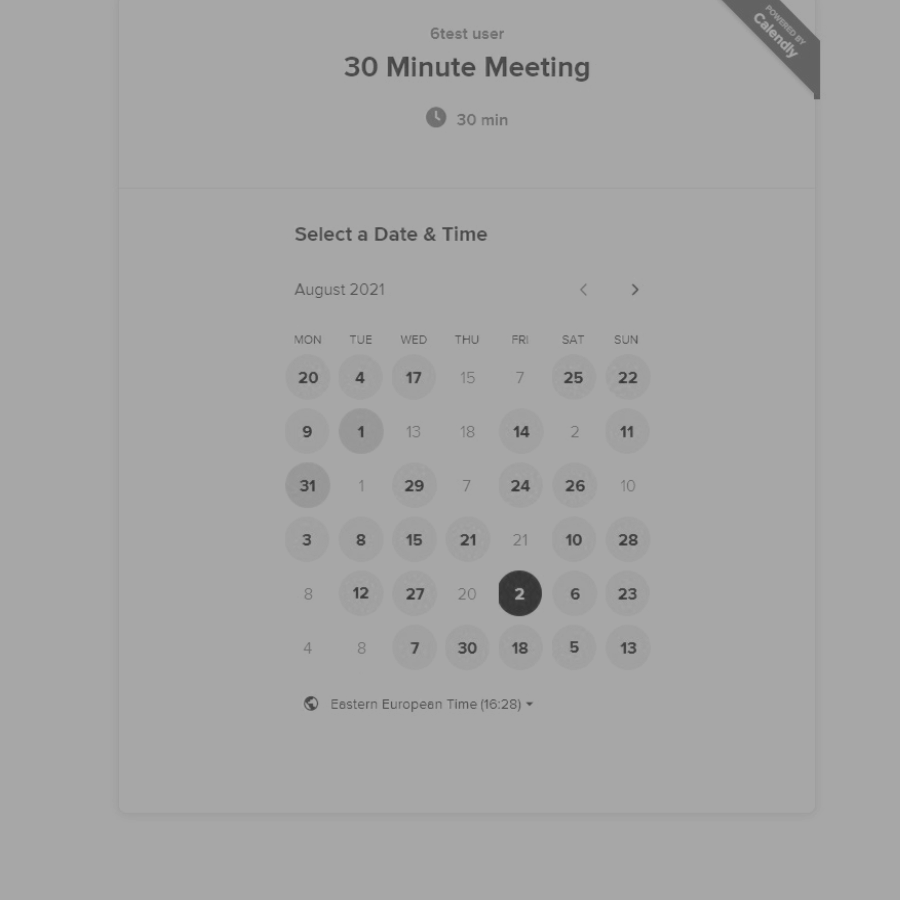 POWERED BY
Calendly
6test user
30 Minute Meeting
30 min
Select a Date & Time
August 2021
MON TUE WED THU FRI SAT SUN
20 4 17 15 7 25 22
9 1 13 18 14 2 11
31 1 29 7 24 26 10
3 8 15 21 21 10 28
8 12 27 20 2 6 23
4 8 7 30 18 5 13
Eastern European Time (16:28)